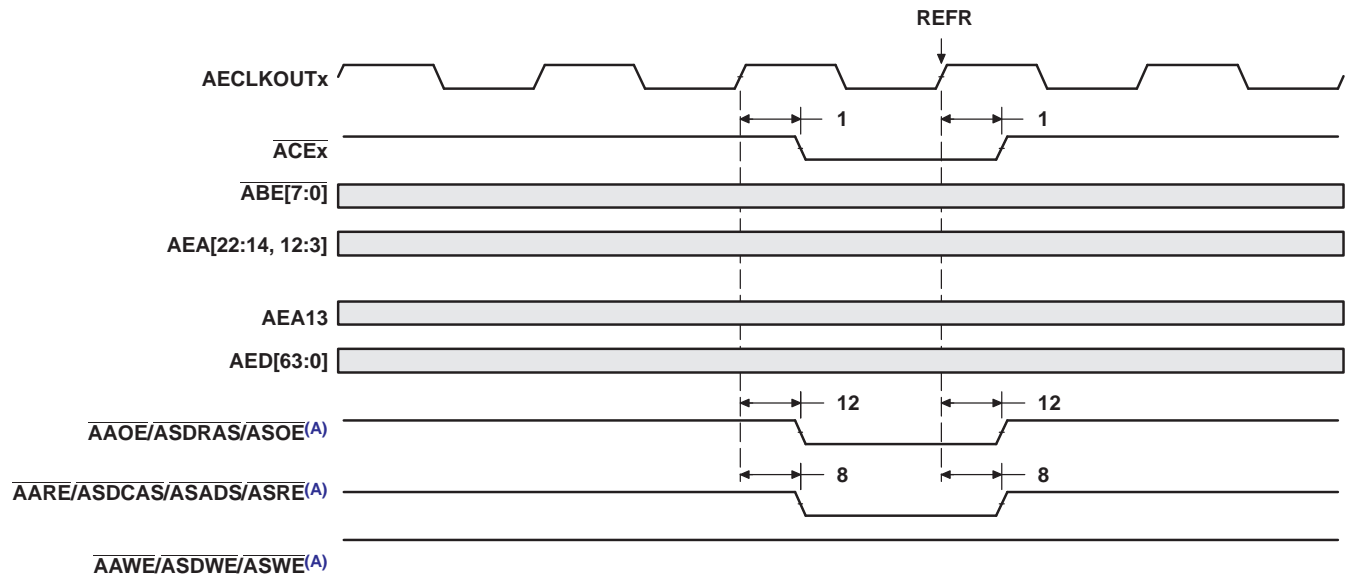 REFR
AECLKOUTx
1 1
ACEx
ABE[7:0]
AEA[22:14, 12:3]
AEA13
AED[63:0]
12 12
AAOE/ASDRAS/ASOE(A)
8 8
AARE/ASDCAS/ASADS/ASRE(A)
AAWE/ASDWE/ASWE(A)